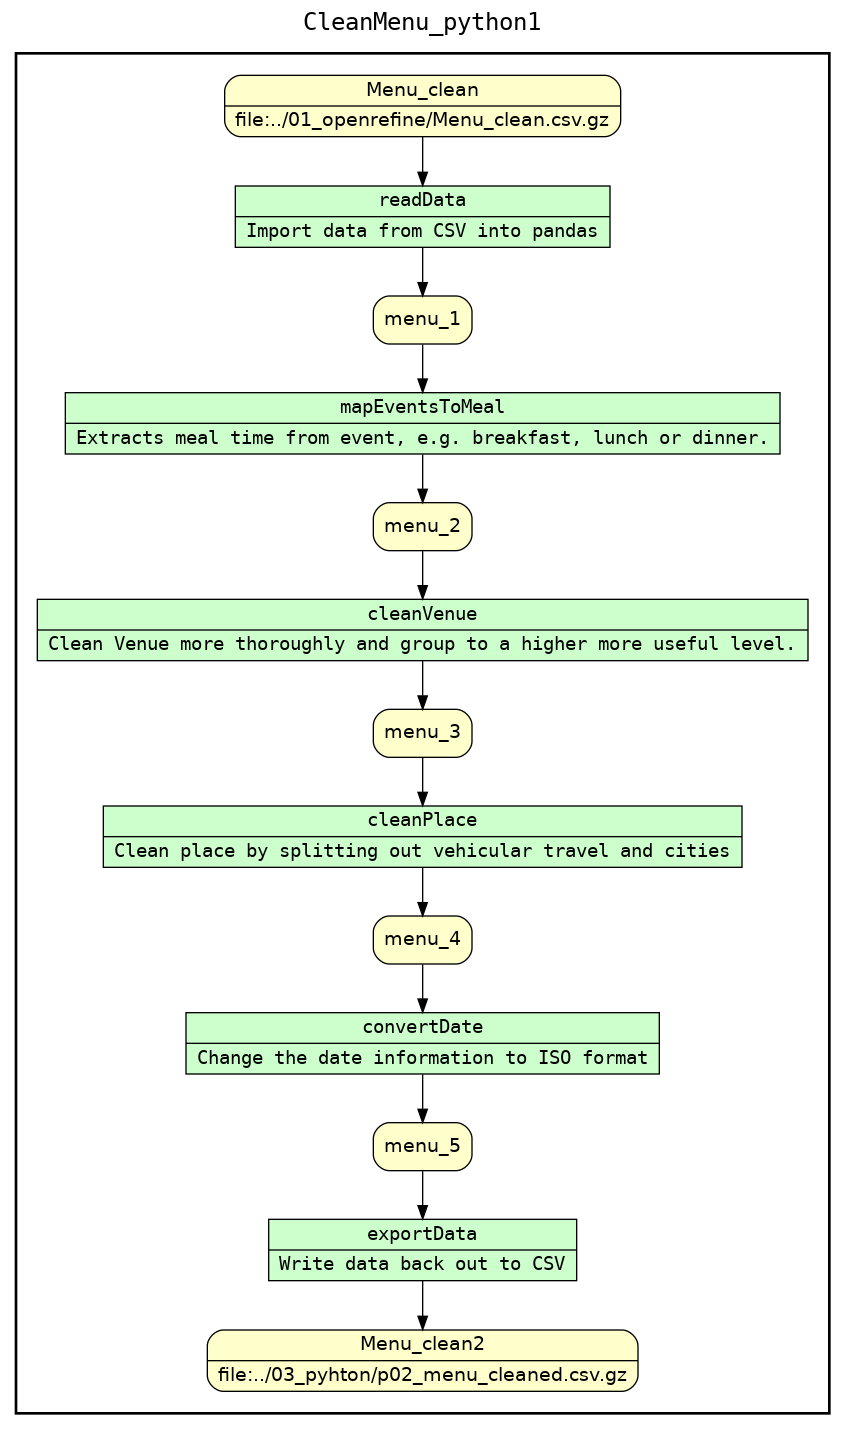 CleanMenu_python1
Menu_clean
file:../01_openrefine/Menu_clean.csv.gz
readData
Import data from CSV into pandas
menu_1
mapEventsToMeal
Extracts meal time from event, e.g. breakfast, lunch or dinner.
menu_2
cleanVenue
Clean Venue more thoroughly and group to a higher more useful level.
menu_3
cleanPlace
Clean place by splitting out vehicular travel and cities
menu_4
convertDate
Change the date information to ISO format
menu_5
exportData
Write data back out to CSV
Menu_clean2
file:../03_pyhton/p02_menu_cleaned.csv.gz